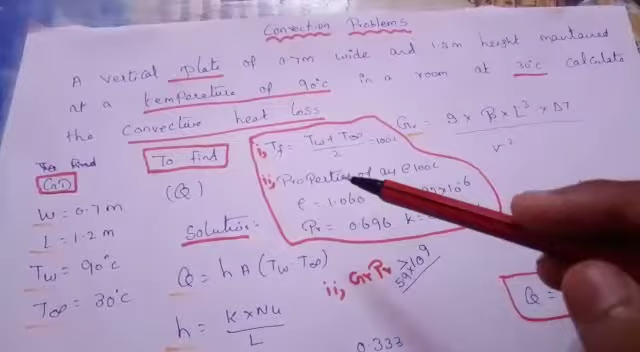 Convection Problems
A vertical plate of 0.7m wide and 1.2m height maintained
at a temperature of 90°c in a room at 30°c calculate
the convective heat loss
To find
W = 0.7 m
L = 1.2 m
Tw = 90°c
T∞ = 30°c
To find
(Q)
Solution:
Q = h A (Tw - T∞)
h = K x Nu / L
i, Tf = Tw + T∞ / 2 =
ii, Properties of
ρ = 1.060
Pr = 0.696 K =
Gr = g x β x L³ x ΔT / ν²
ii, Gr Pr >
0.333
Q =